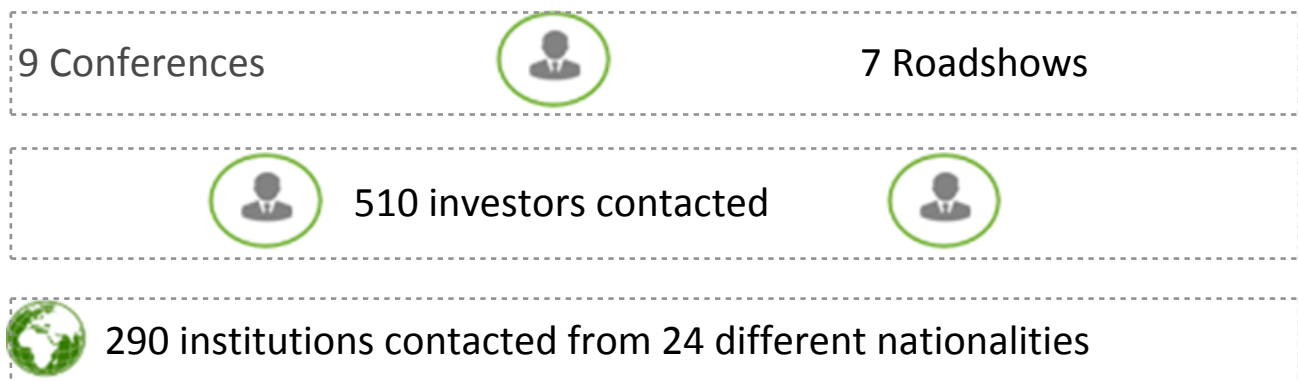 9 Conferences
7 Roadshows
510 investors contacted
290 institutions contacted from 24 different nationalities